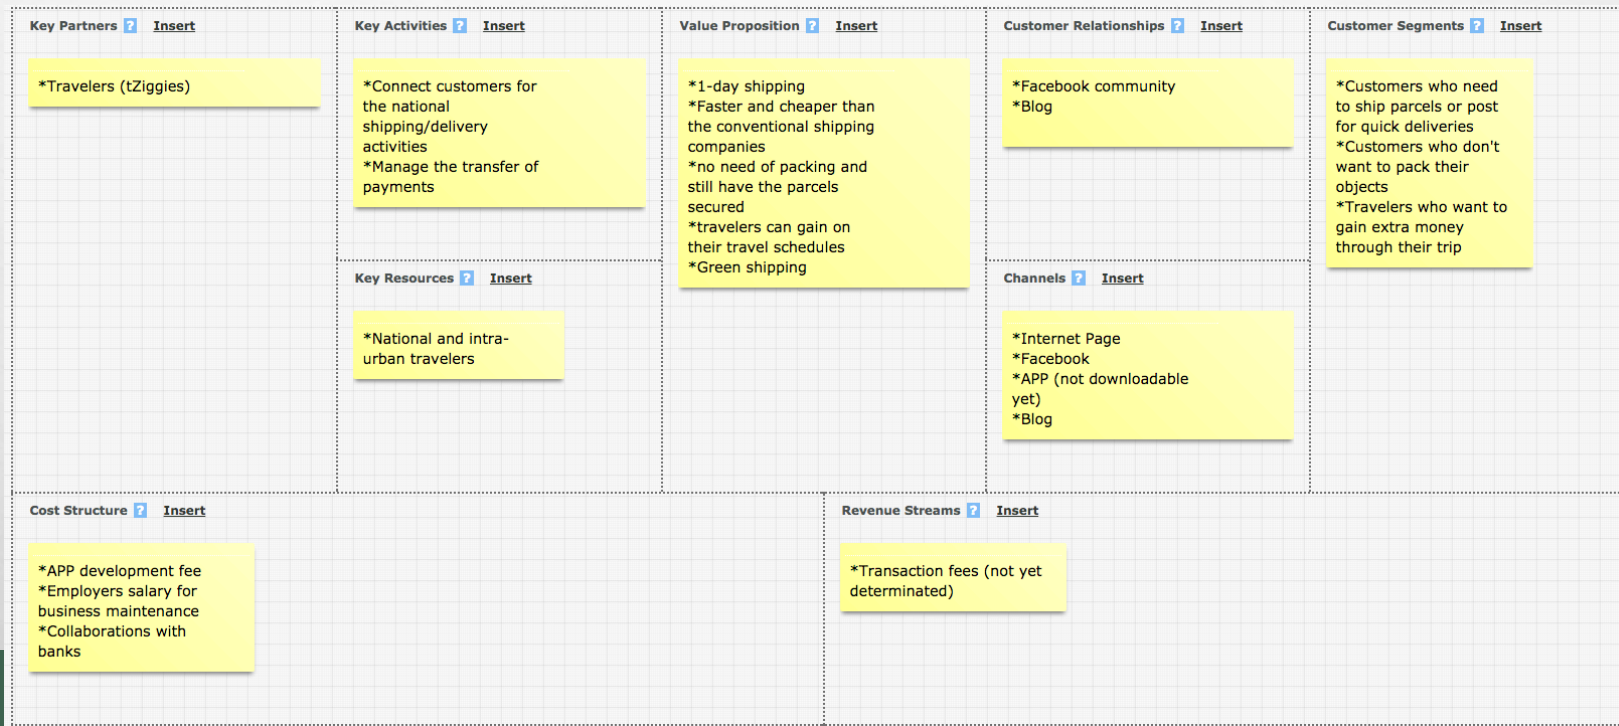 Key Partners ? Insert
*Travelers (tZiggies)
Key Activities ? Insert
*Connect customers for
the national
shipping/delivery
activities
*Manage the transfer of
payments
Key Resources ? Insert
*National and intra-
urban travelers
Value Proposition ? Insert
*1-day shipping
*Faster and cheaper than
the conventional shipping
companies
*no need of packing and
still have the parcels
secured
*travelers can gain on
their travel schedules
*Green shipping
Customer Relationships ? Insert
*Facebook community
*Blog
Channels ? Insert
*Internet Page
*Facebook
*APP (not downloadable
yet)
*Blog
Customer Segments ? Insert
*Customers who need
to ship parcels or post
for quick deliveries
*Customers who don't
want to pack their
objects
*Travelers who want to
gain extra money
through their trip
Cost Structure ? Insert
*APP development fee
*Employers salary for
business maintenance
*Collaborations with
banks
Revenue Streams ? Insert
*Transaction fees (not yet
determinated)